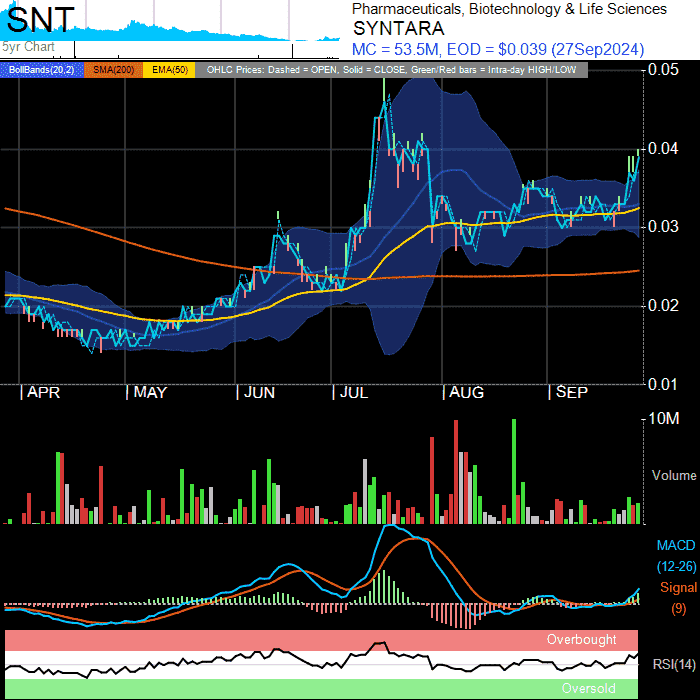 SNT
5yr Chart
Pharmaceuticals, Biotechnology & Life Sciences
SYNTARA
MC = 53.5M, EOD = $0.039 (27Sep2024)
BollBands(20,2) SMA(200) EMA(50) OHLC Prices: Dashed = OPEN, Solid = CLOSE, Green/Red bars = Intra-day HIGH/LOW
0.05
0.04
0.03
0.02
0.01
APR MAY JUN JUL AUG SEP
10M
Volume
MACD
(12-26)
Signal
(9)
Overbought
RSI(14)
Oversold